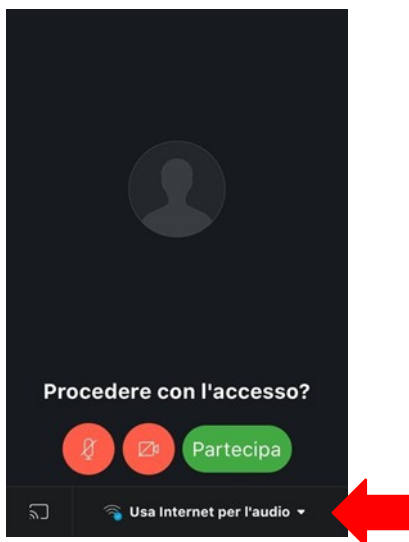 Procedere con l'accesso?
Partecipa
Usa Internet per l'audio